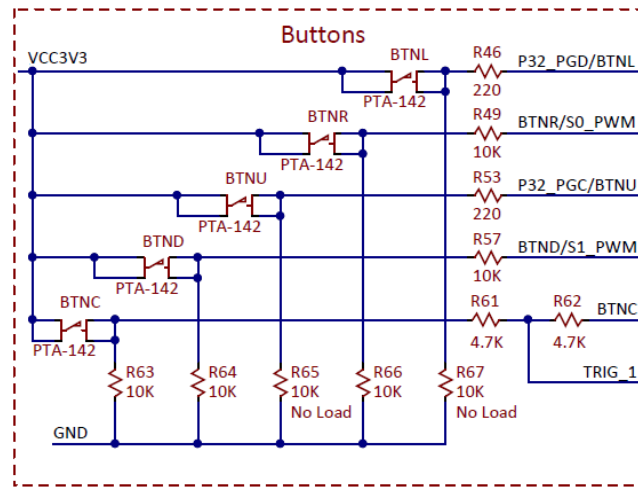 Buttons
VCC3V3
BTNL
PTA-142
R46
220
P32_PGD/BTNL
BTNR
PTA-142
R49
10K
BTNR/S0_PWM
BTNU
PTA-142
R53
220
P32_PGC/BTNU
BTND
PTA-142
R57
10K
BTND/S1_PWM
BTNC
PTA-142
R61
4.7K
R62
4.7K
BTNC
TRIG_1
R63
10K
R64
10K
R65
10K
No Load
R66
10K
R67
10K
No Load
GND